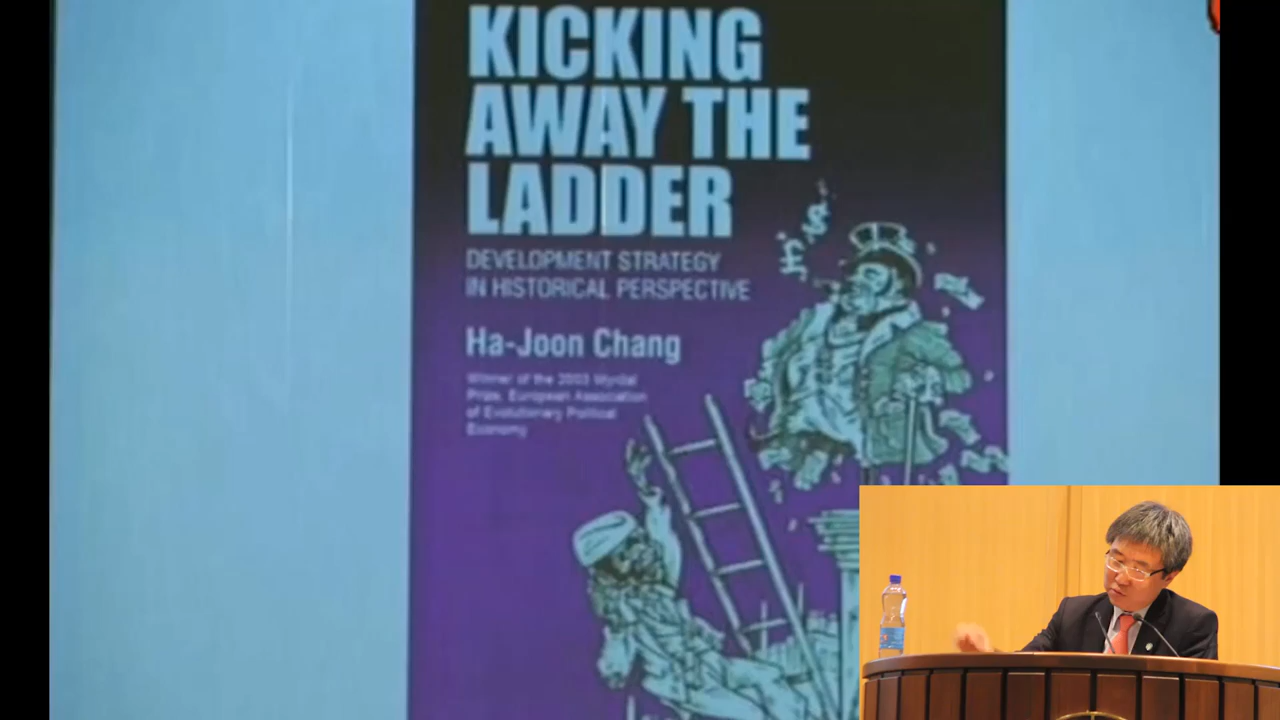 KICKING
AWAY THE
LADDER
DEVELOPMENT STRATEGY
IN HISTORICAL PERSPECTIVE
Ha-Joon Chang
Winner of the 2003 Myrdal
Prize, European Association
of Evolutionary Political
Economy